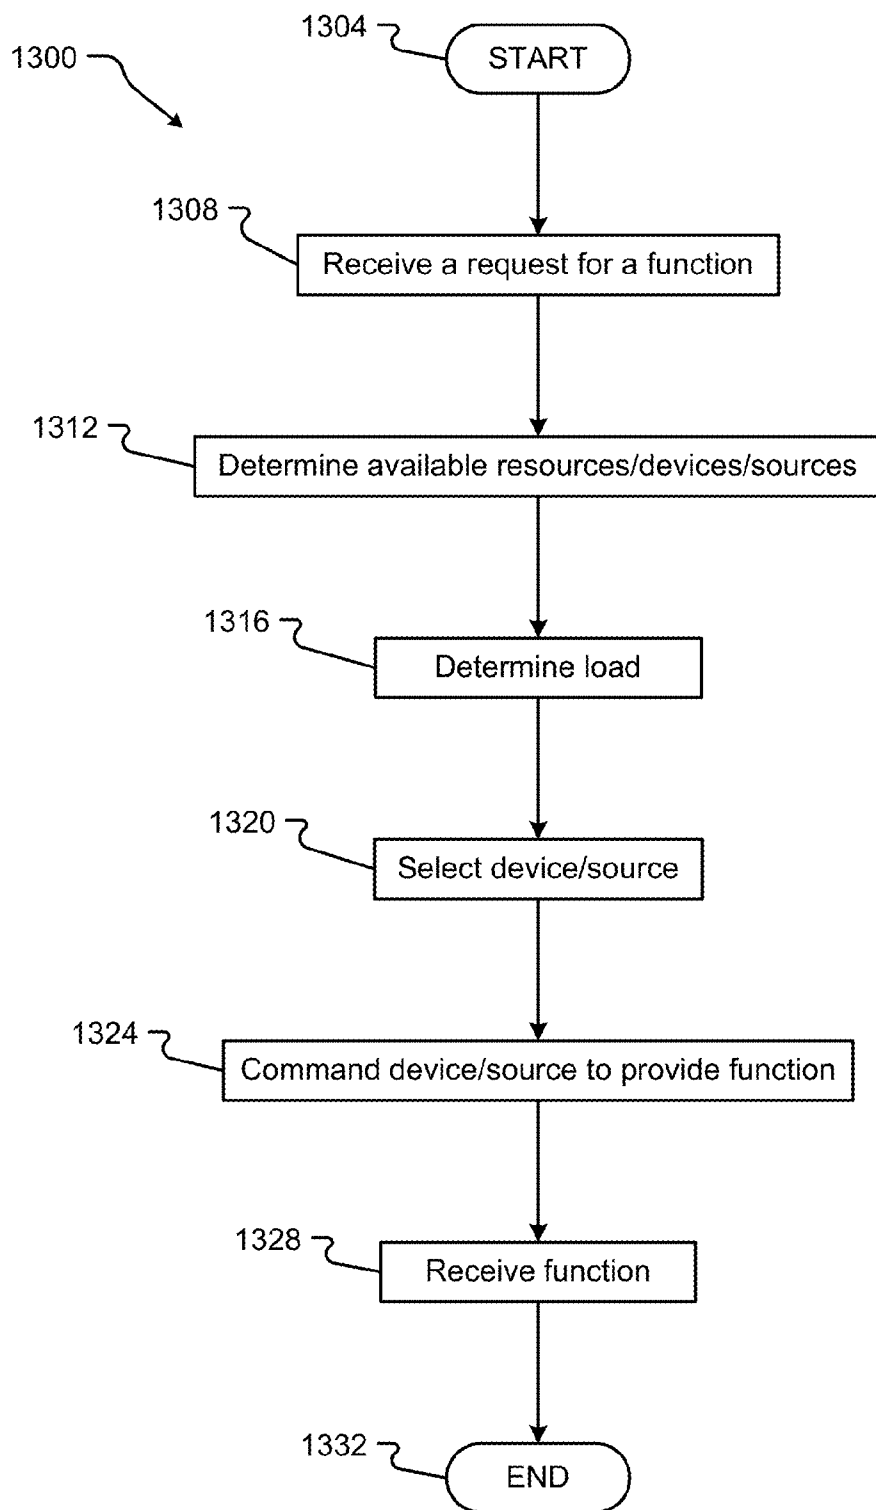 1304
START
1300
1308
Receive a request for a function
1312
Determine available resources/devices/sources
1316
Determine load
1320
Select device/source
1324
Command device/source to provide function
1328
Receive function
1332
END